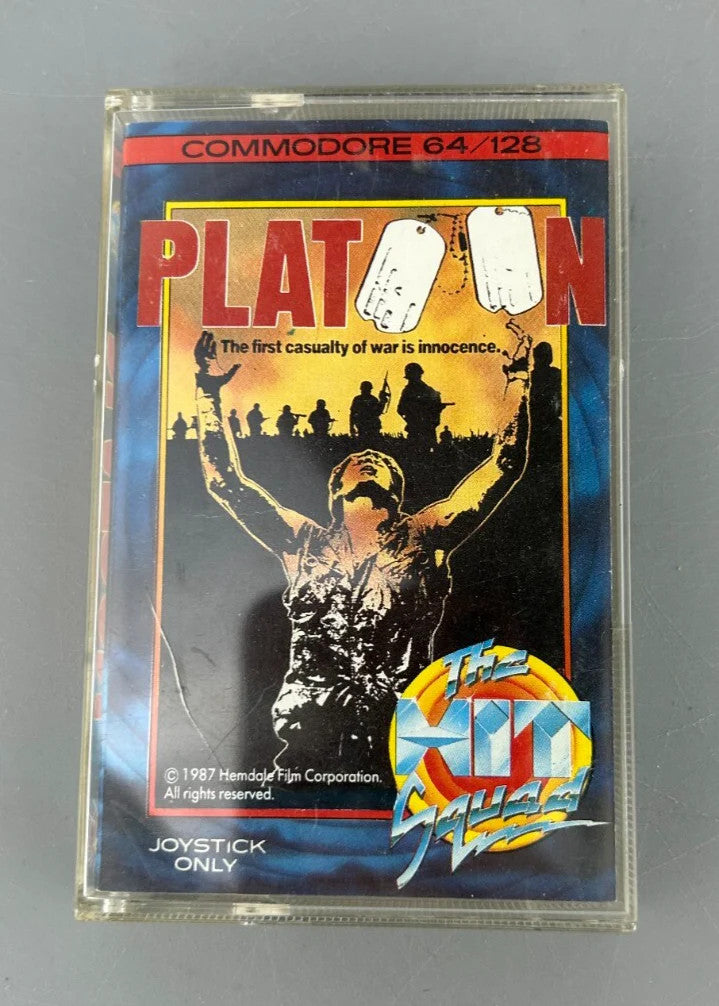 COMMODORE 64/128
PLATOON
The first casualty of war is innocence.
The
HIT
Squad
© 1987 Hemdale Film Corporation.
All rights reserved.
JOYSTICK
ONLY